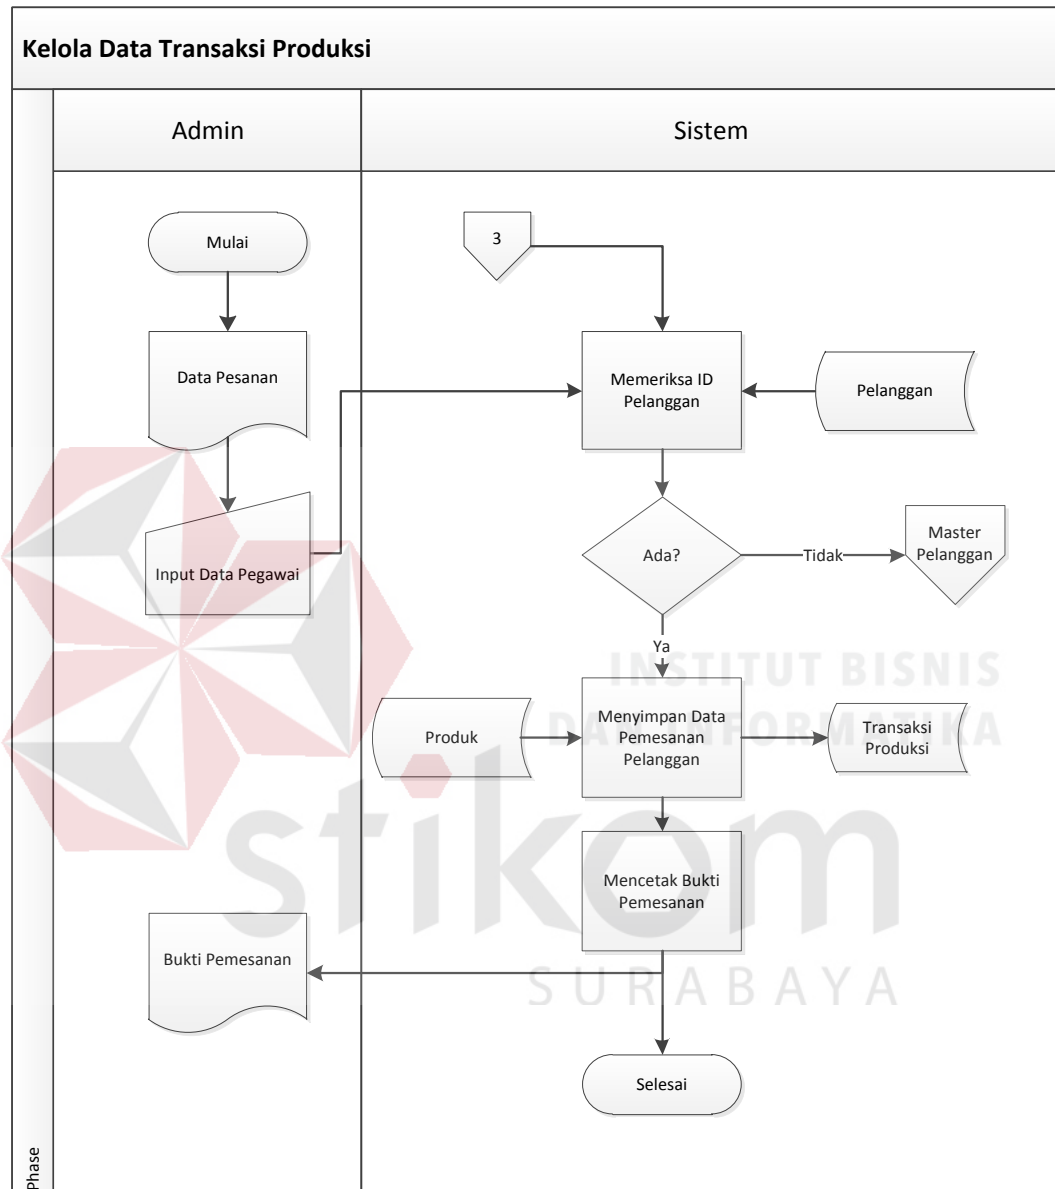 Kelola Data Transaksi Produksi
Admin
Sistem
Mulai
3
Data Pesanan
Memeriksa ID
Pelanggan
Pelanggan
Input Data Pegawai
Ada?
Tidak
Master
Pelanggan
Ya
INSTITUT BISNIS
DAN INFORMATIKA
Produk
Menyimpan Data
Pemesanan
Pelanggan
Transaksi
Produksi
stikom
Mencetak Bukti
Pemesanan
Bukti Pemesanan
SURABAYA
Selesai
Phase